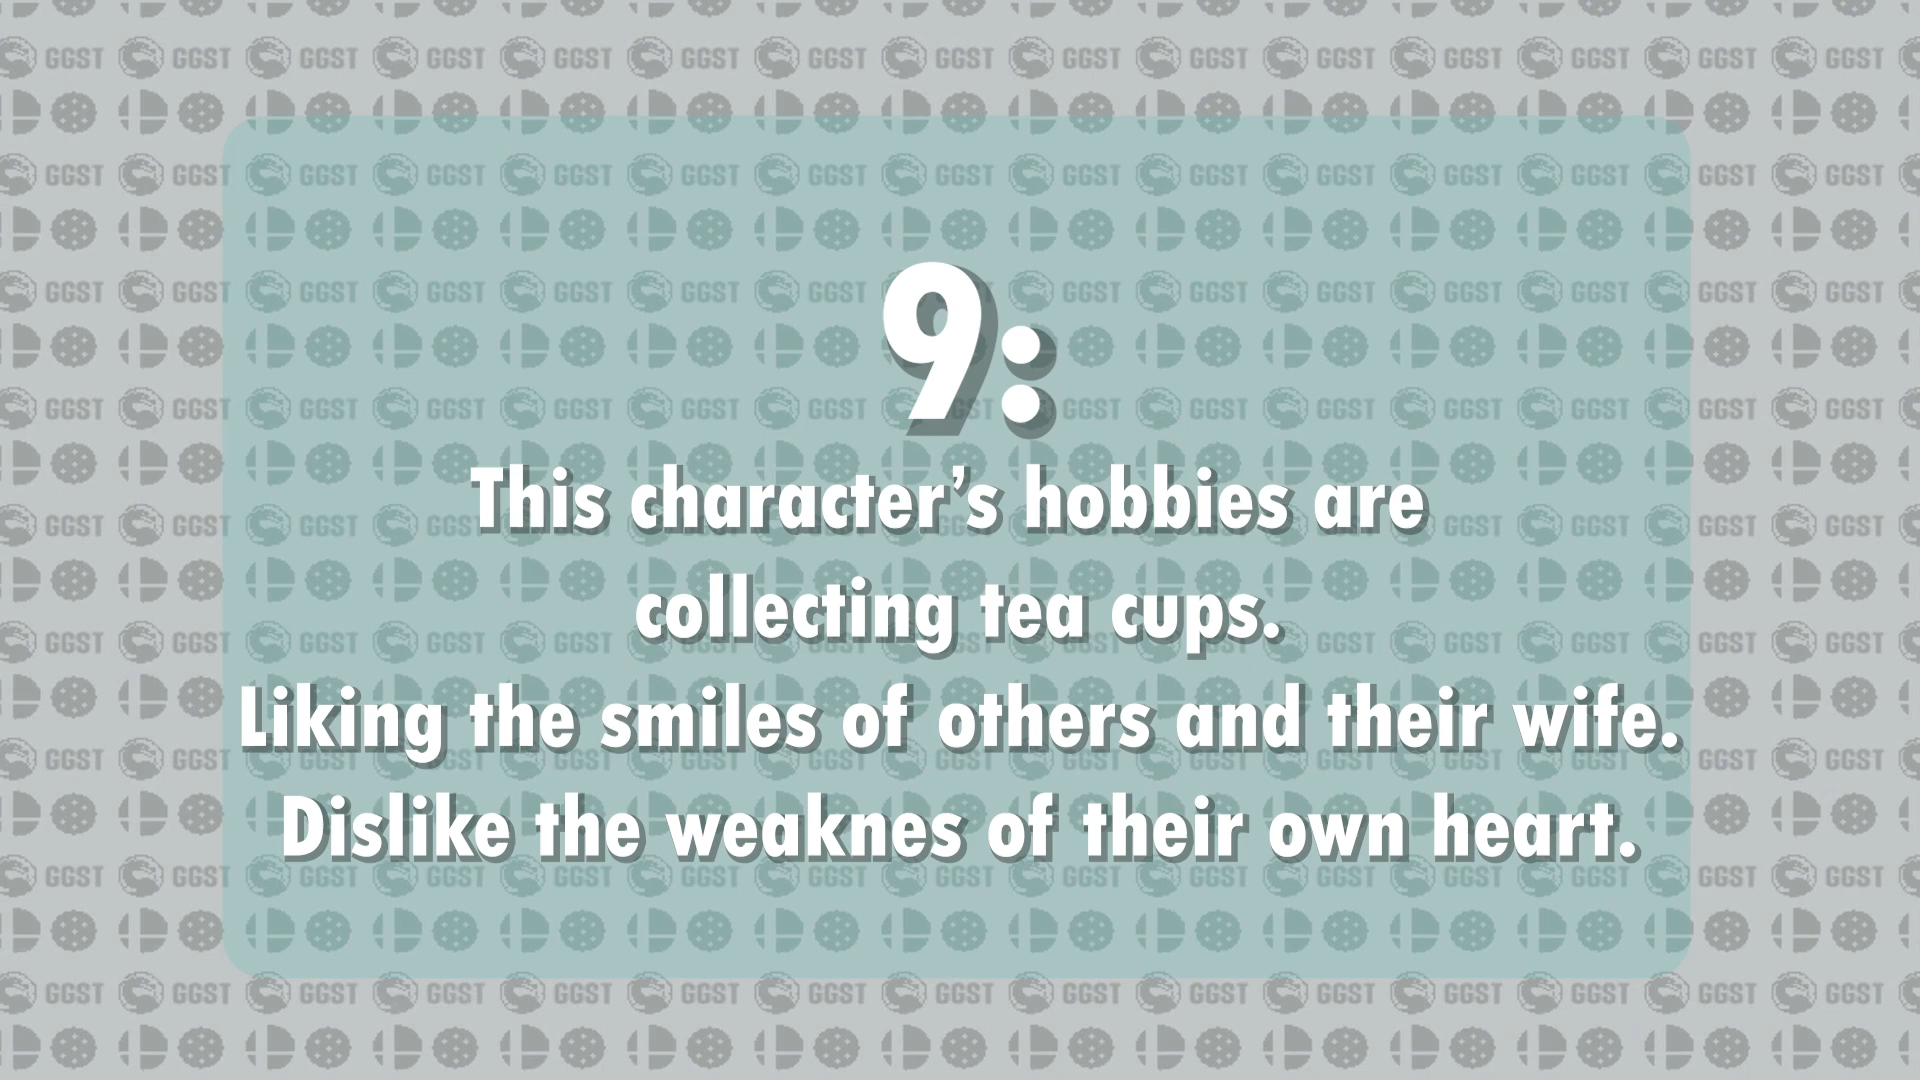 9:
This character's hobbies are
collecting tea cups.
Liking the smiles of others and their wife.
Dislike the weaknes of their own heart.
GGST